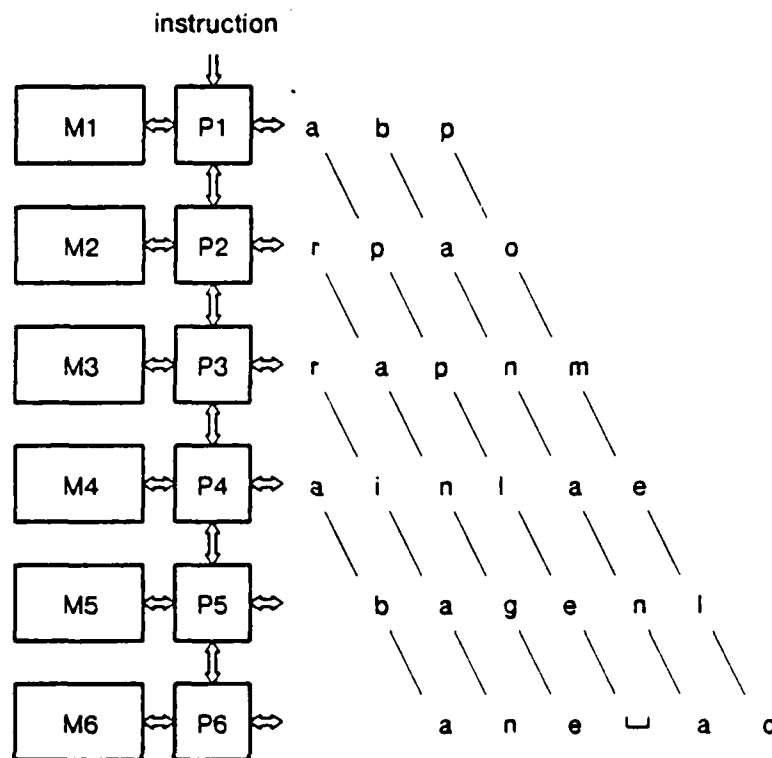 instruction
M1 P1 a b p
M2 P2 r p a o
M3 P3 r a p n m
M4 P4 a i n l a e
M5 P5 b a g e n l
M6 P6 a n e ␣ a c